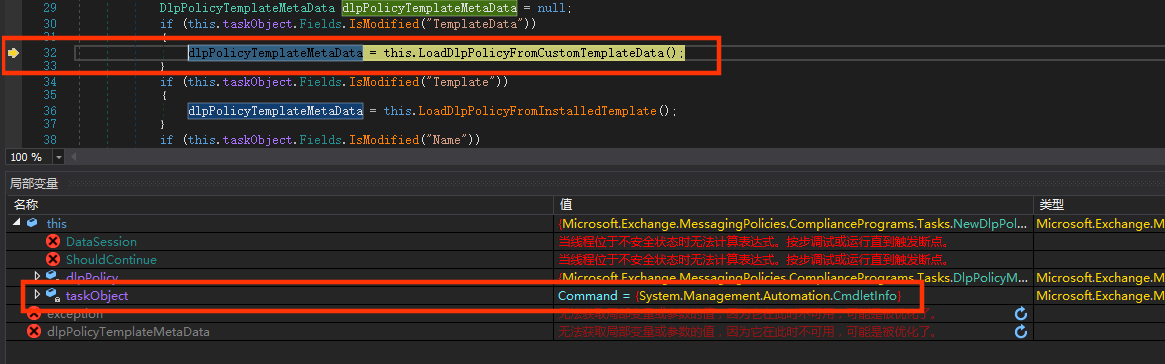 29 DlpPolicyTemplateMetaData dlpPolicyTemplateMetaData = null;
30 if (this.taskObject.Fields.IsModified("TemplateData"))
31 {
32 dlpPolicyTemplateMetaData = this.LoadDlpPolicyFromCustomTemplateData();
33 }
34 if (this.taskObject.Fields.IsModified("Template"))
35 {
36 dlpPolicyTemplateMetaData = this.LoadDlpPolicyFromInstalledTemplate();
37 }
38 if (this.taskObject.Fields.IsModified("Name"))
100 %
局部变量
名称 值 类型
this {Microsoft.Exchange.MessagingPolicies.CompliancePrograms.Tasks.NewDlpPol... Microsoft.Exchange.M
DataSession 当线程位于不安全状态时无法计算表达式。按步调试或运行直到触发断点。
ShouldContinue 当线程位于不安全状态时无法计算表达式。按步调试或运行直到触发断点。
dlpPolicy {Microsoft.Exchange.MessagingPolicies.CompliancePrograms.Tasks.DlpPolicyM... Microsoft.Exchange.M
taskObject Command = {System.Management.Automation.CmdletInfo} Microsoft.Exchange.M
exception 无法获取局部变量或参数的值，因为它在此时不可用，可能是被优化了。
dlpPolicyTemplateMetaData 无法获取局部变量或参数的值，因为它在此时不可用，可能是被优化了。